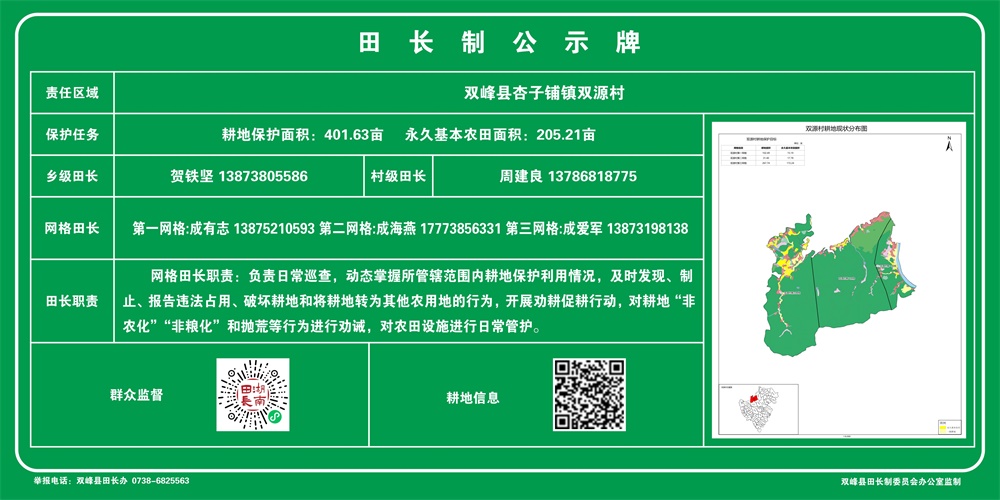 田长制公示牌
责任区域
双峰县杏子铺镇双源村
保护任务
耕地保护面积：401.63亩 永久基本农田面积：205.21亩
乡级田长
贺铁坚 13873805586
村级田长
周建良 13786818775
网格田长
第一网格:成有志 13875210593 第二网格:成海燕 17773856331 第三网格:成爱军 13873198138
田长职责
网格田长职责：负责日常巡查，动态掌握所管辖范围内耕地保护利用情况，及时发现、制
止、报告违法占用、破坏耕地和将耕地转为其他农用地的行为，开展劝耕促耕行动，对耕地“非
农化”“非粮化”和抛荒等行为进行劝诫，对农田设施进行日常管护。
群众监督
湖南田长
耕地信息
双源村耕地现状分布图
N
举报电话：双峰县田长办 0738-6825563
双峰县田长制委员会办公室监制